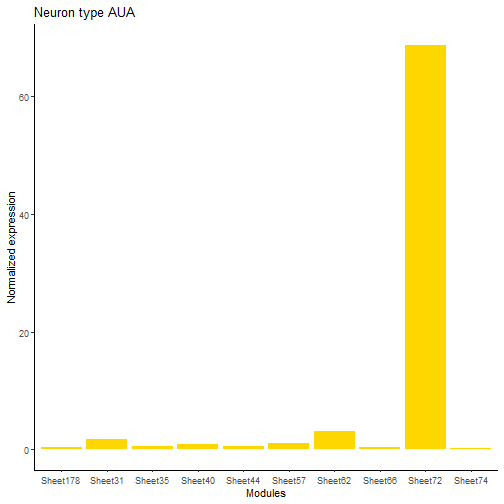 Neuron type AUA
Normalized expression
60
40
20
0
Sheet178 Sheet31 Sheet35 Sheet40 Sheet44 Sheet57 Sheet62 Sheet66 Sheet72 Sheet74
Modules